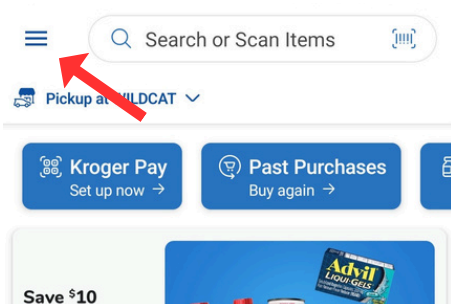 Search or Scan Items
Pickup at WILDCAT
Kroger Pay
Set up now →
Past Purchases
Buy again →
Save $10
Advil
LIQUI-GELS